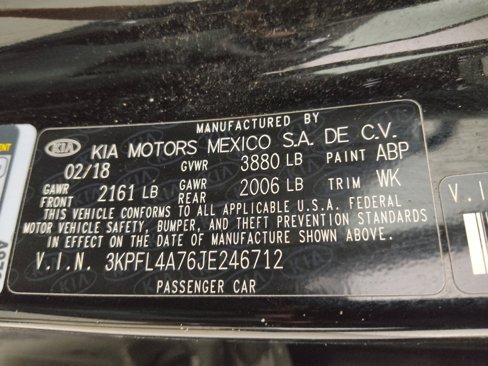 MANUFACTURED BY
KIA KIA MOTORS MEXICO S.A. DE C.V.
02/18 GVWR 3880 LB PAINT ABP
GAWR FRONT 2161 LB GAWR REAR 2006 LB TRIM WK
THIS VEHICLE CONFORMS TO ALL APPLICABLE U.S.A. FEDERAL
MOTOR VEHICLE SAFETY, BUMPER, AND THEFT PREVENTION STANDARDS
IN EFFECT ON THE DATE OF MANUFACTURE SHOWN ABOVE.
V.I.N. 3KPFL4A76JE246712
PASSENGER CAR
V.I.